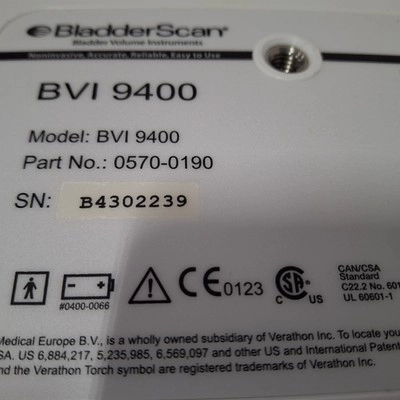 BladderScan®
Bladder Volume Instruments
Noninvasive, Accurate, Reliable, Easy to Use
BVI 9400
Model: BVI 9400
Part No.: 0570-0190
SN: B4302239
#0400-0066
CE0123
C US
CAN/CSA
Standard
C22.2 No. 601
UL 60601-1
Medical Europe B.V., is a wholly owned subsidiary of Verathon Inc. To locate you
SA. US 6,884,217, 5,235,985, 6,569,097 and other US and International Patent
and the Verathon Torch symbol are registered trademarks of Verathon Inc.